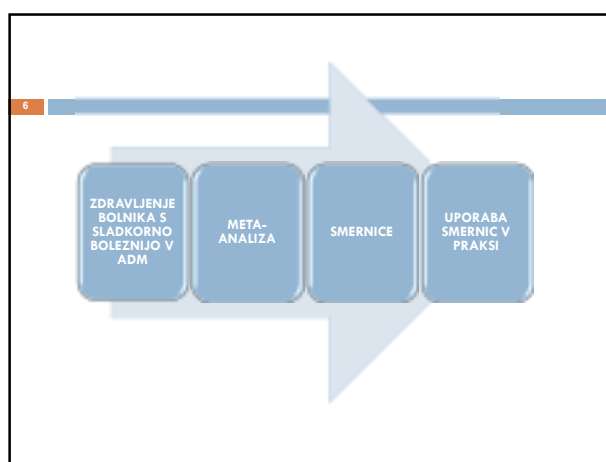 6
ZDRAVLJENJE
BOLNIKA S
SLADKORNO
BOLEZNIJO V
ADM
META-
ANALIZA
SMERNICE
UPORABA
SMERNIC V
PRAKSI